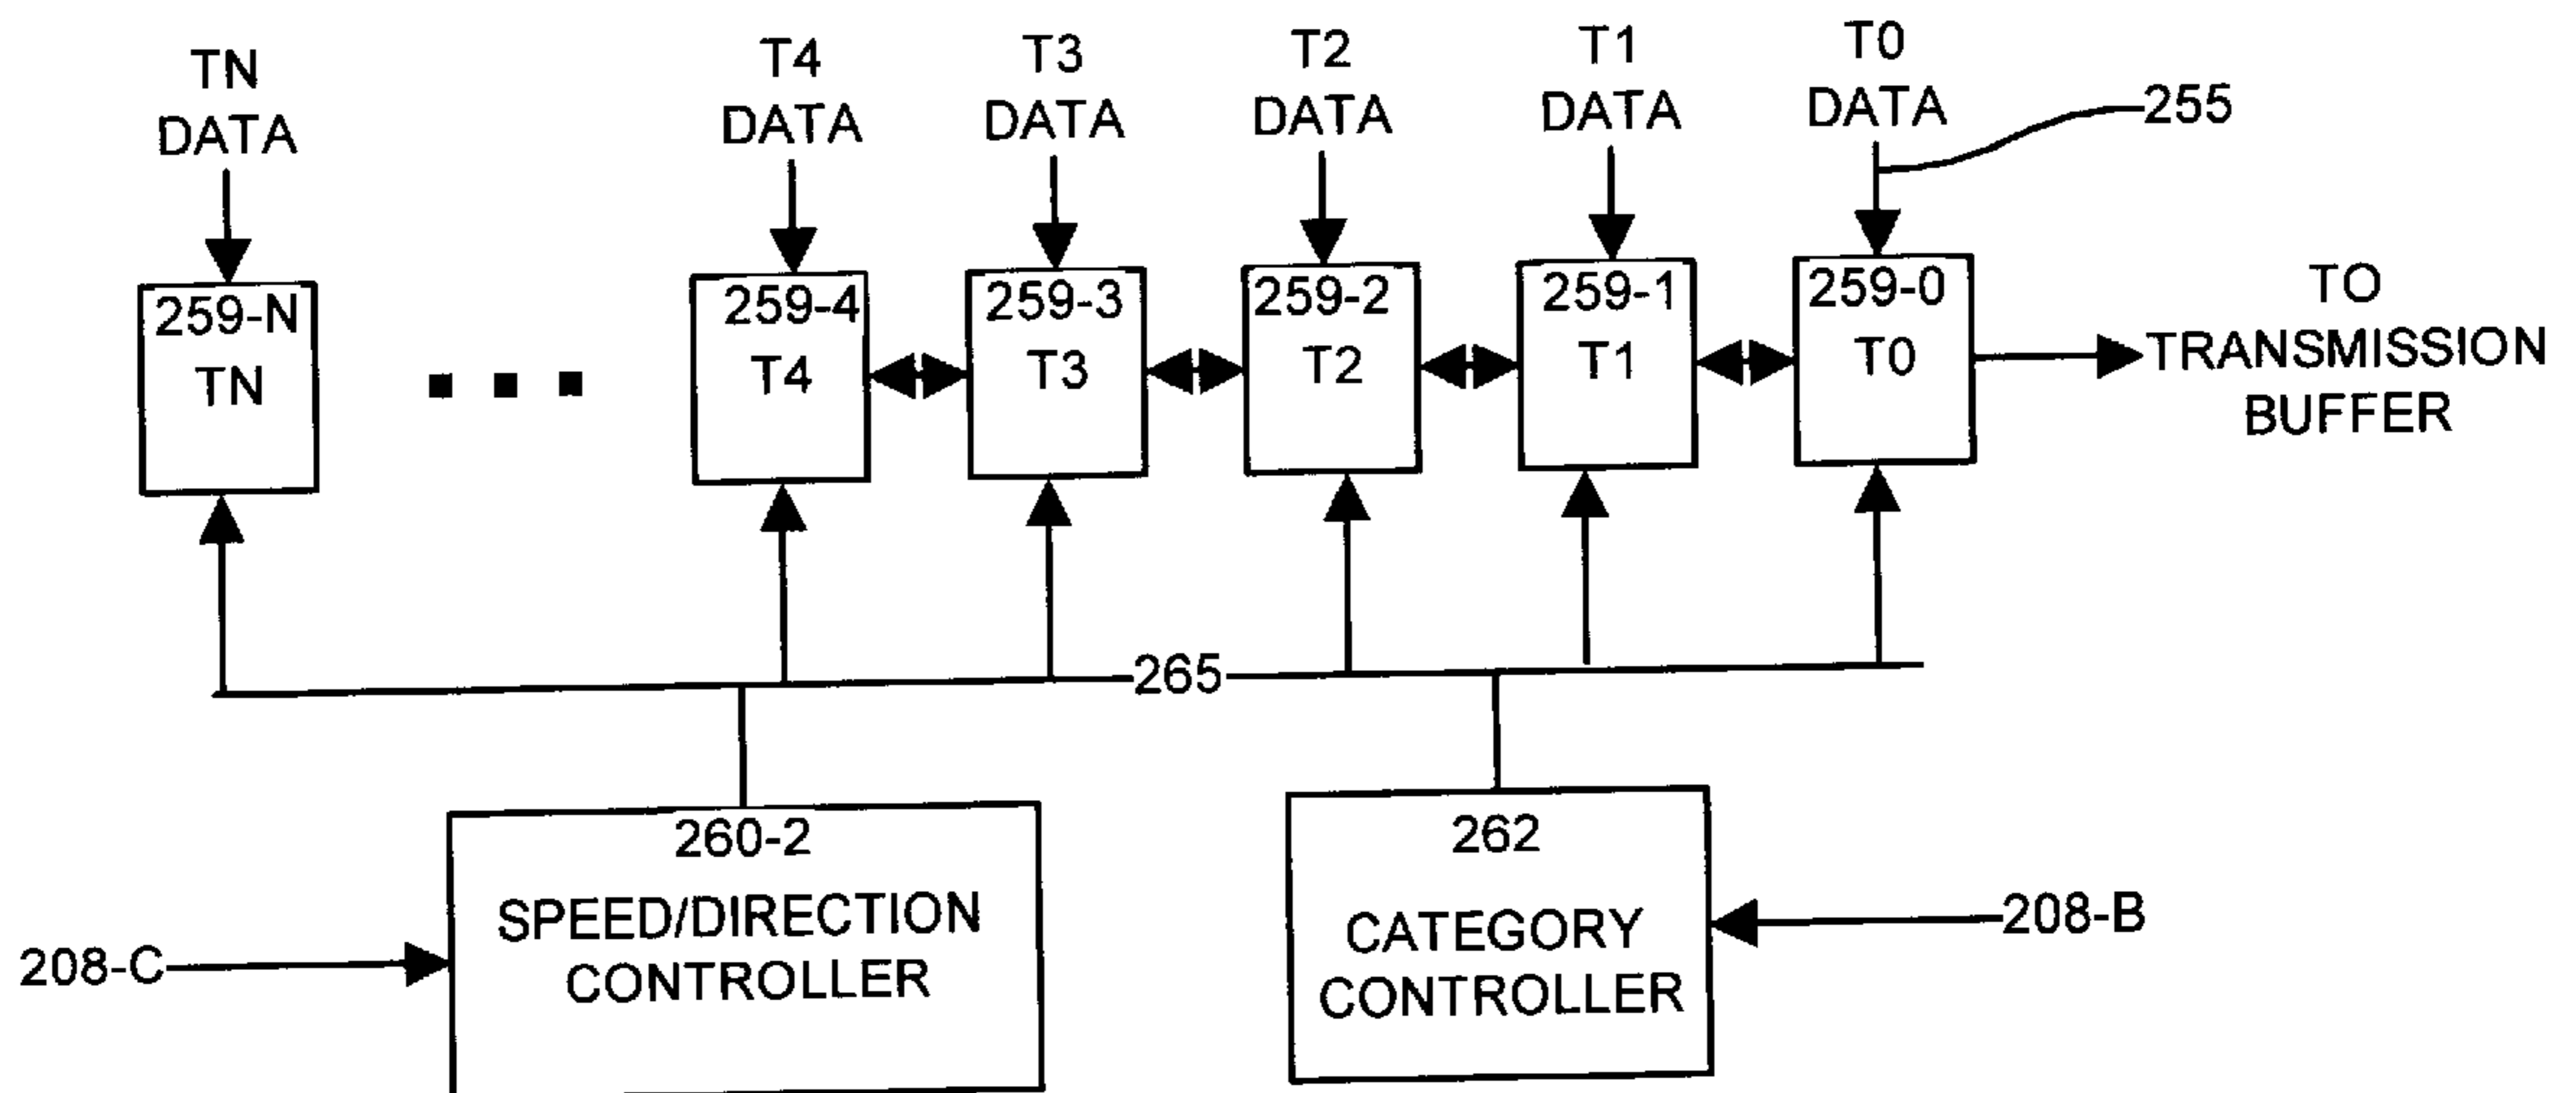 TN
DATA
T4
DATA
T3
DATA
T2
DATA
T1
DATA
T0
DATA
255
259-N
TN
259-4
T4
259-3
T3
259-2
T2
259-1
T1
259-0
T0
TO
TRANSMISSION
BUFFER
265
260-2
SPEED/DIRECTION
CONTROLLER
208-C
262
CATEGORY
CONTROLLER
208-B